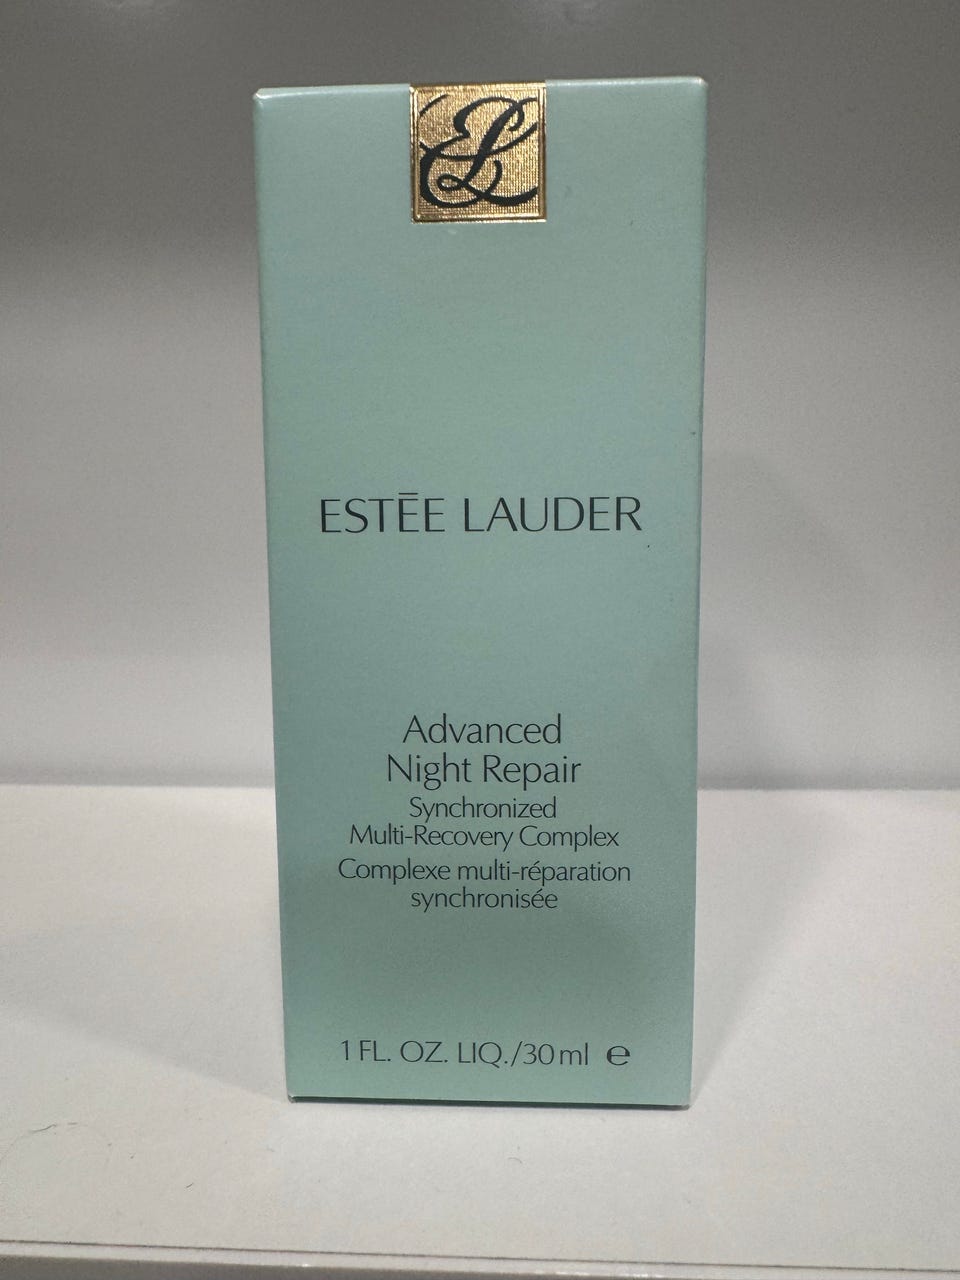 EL
ESTĒE LAUDER
Advanced
Night Repair
Synchronized
Multi-Recovery Complex
Complexe multi-réparation
synchronisée
1 FL. OZ. LIQ./30 ml ℮